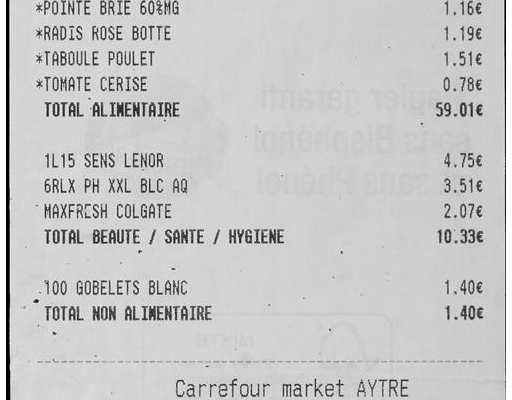 *POINTE BRIE 60%MG 1.16€
*RADIS ROSE BOTTE 1.19€
*TABOULE POULET 1.51€
*TOMATE CERISE 0.78€
TOTAL ALIMENTAIRE 59.01€
1L15 SENS LENOR 4.75€
6RLX PH XXL BLC AQ 3.51€
MAXFRESH COLGATE 2.07€
TOTAL BEAUTE / SANTE / HYGIENE 10.33€
100 GOBELETS BLANC 1.40€
TOTAL NON ALIMENTAIRE 1.40€
Carrefour market AYTRE
papier garanti
sans Bisphénol
et sans Phénol
MIXTE